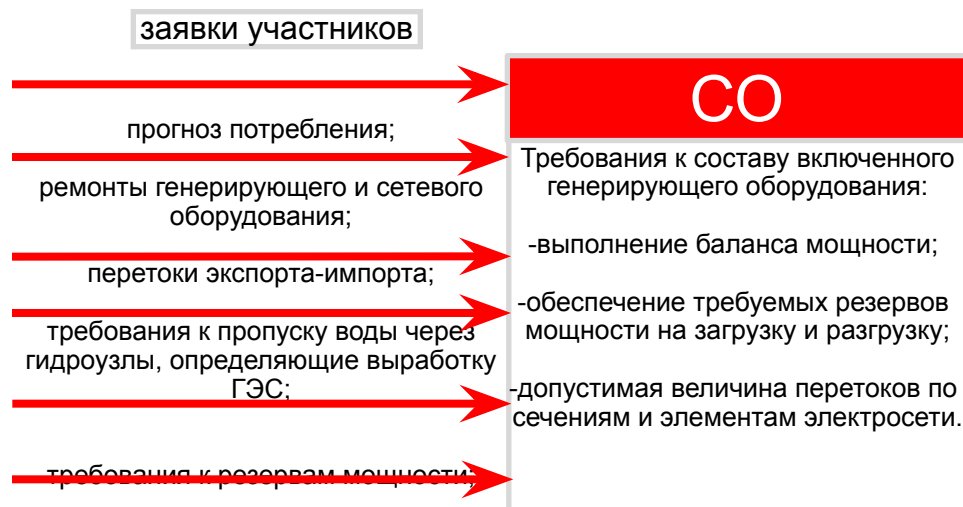 заявки участников
прогноз потребления;
ремонты генерирующего и сетевого
оборудования;
перетоки экспорта-импорта;
требования к пропуску воды через
гидроузлы, определяющие выработку
ГЭС;
требования к резервам мощности;
СО
Требования к составу включенного
генерирующего оборудования:
-выполнение баланса мощности;
-обеспечение требуемых резервов
мощности на загрузку и разгрузку;
-допустимая величина перетоков по
сечениям и элементам электросети.